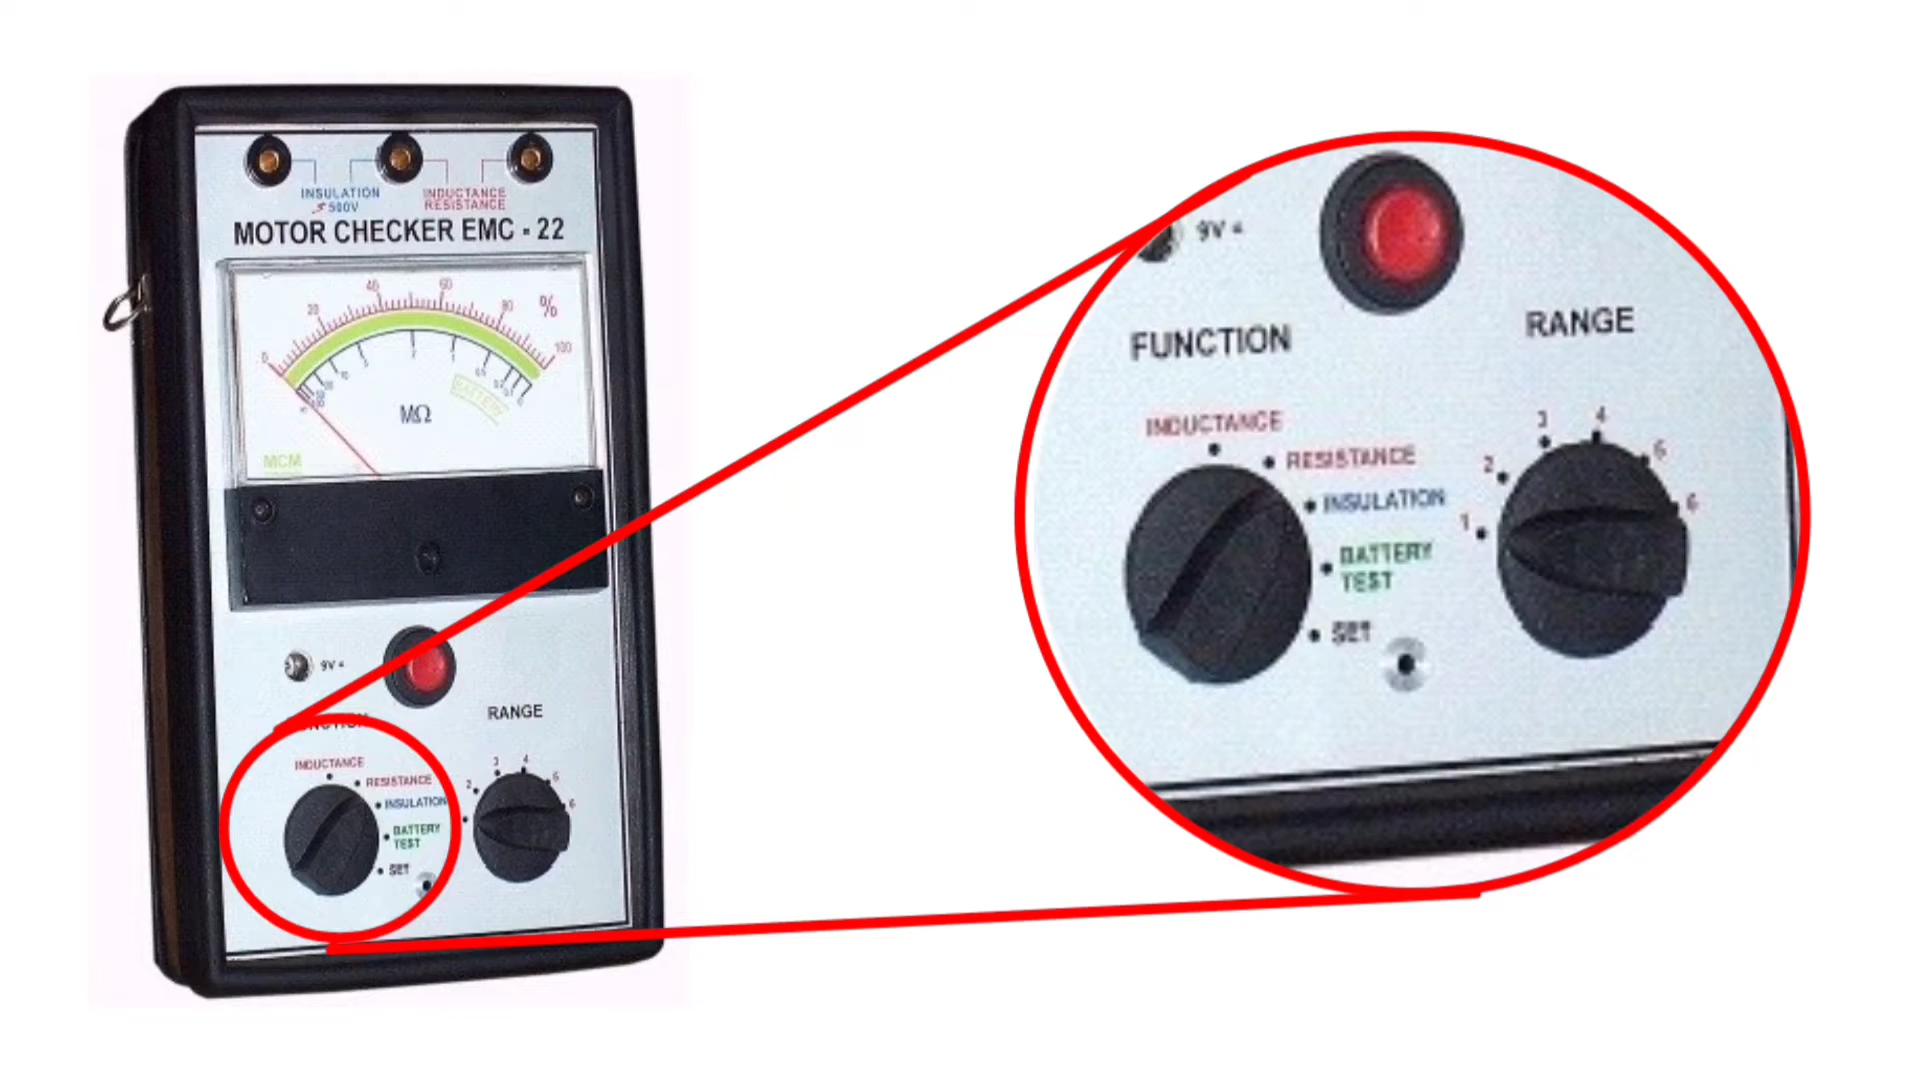 INSULATION
500V
INDUCTANCE
RESISTANCE
MOTOR CHECKER EMC - 22
0 20 40 60 80 100 %
BATTERY
MΩ
MCM
9V =
FUNCTION
RANGE
INDUCTANCE
RESISTANCE
INSULATION
BATTERY
TEST
SET
2 3 4 5 6
9V =
FUNCTION
RANGE
INDUCTANCE
RESISTANCE
INSULATION
BATTERY
TEST
SET
1 2 3 4 5 6